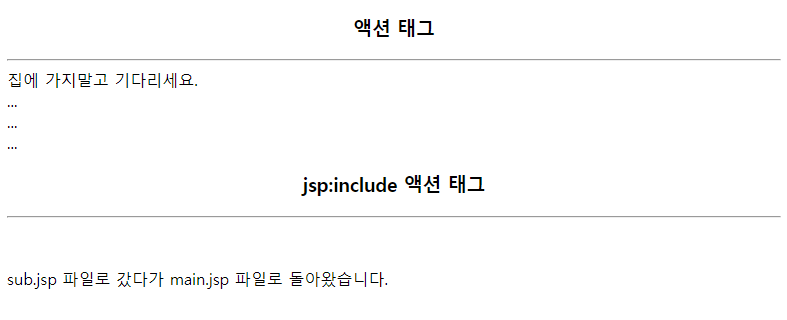 액션 태그
집에 가지말고 기다리세요.
...
...
...
jsp:include 액션 태그
sub.jsp 파일로 갔다가 main.jsp 파일로 돌아왔습니다.